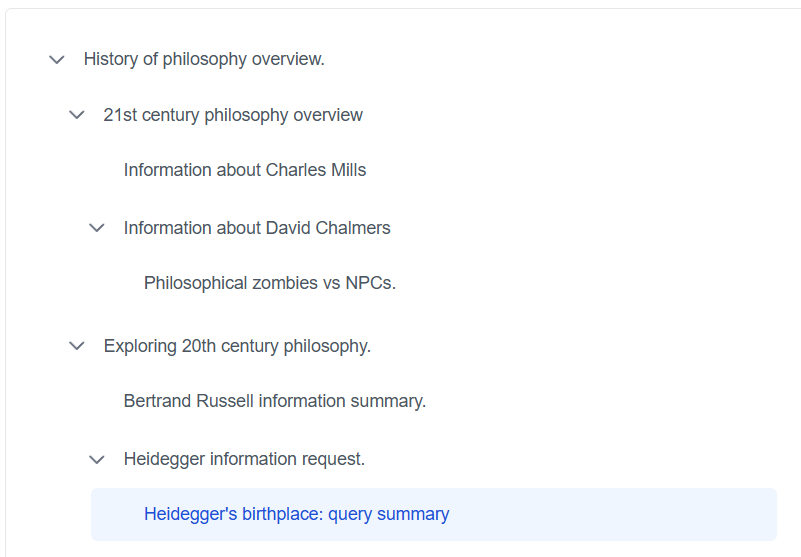 History of philosophy overview.
21st century philosophy overview
Information about Charles Mills
Information about David Chalmers
Philosophical zombies vs NPCs.
Exploring 20th century philosophy.
Bertrand Russell information summary.
Heidegger information request.
Heidegger's birthplace: query summary